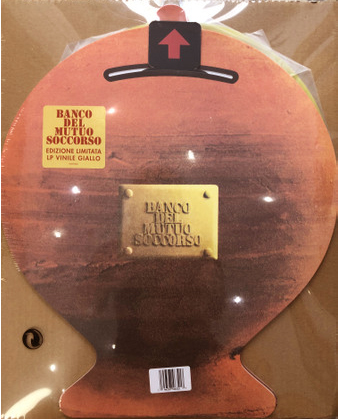 BANCO
DEL
MUTUO
SOCCORSO
EDIZIONE LIMITATA
LP VINILE GIALLO
BANCO
DEL
MUTUO
SOCCORSO